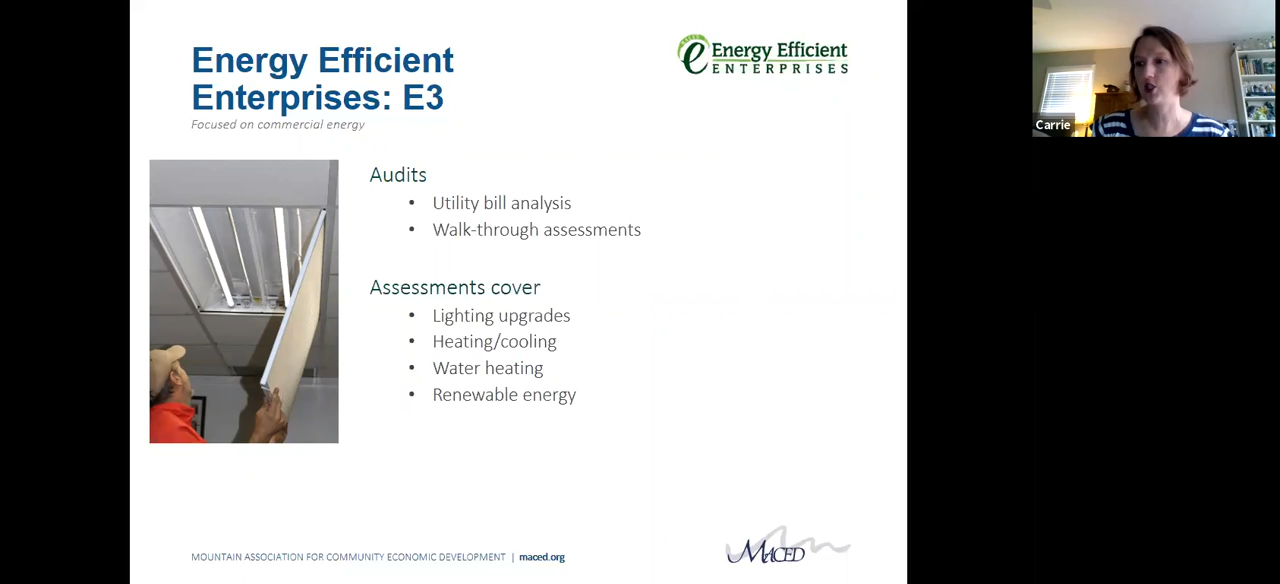 Energy Efficient
Enterprises: E3
Focused on commercial energy
MACED
Energy Efficient
ENTERPRISES
Carrie
Audits
• Utility bill analysis
• Walk-through assessments
Assessments cover
• Lighting upgrades
• Heating/cooling
• Water heating
• Renewable energy
MOUNTAIN ASSOCIATION FOR COMMUNITY ECONOMIC DEVELOPMENT | maced.org
MACED